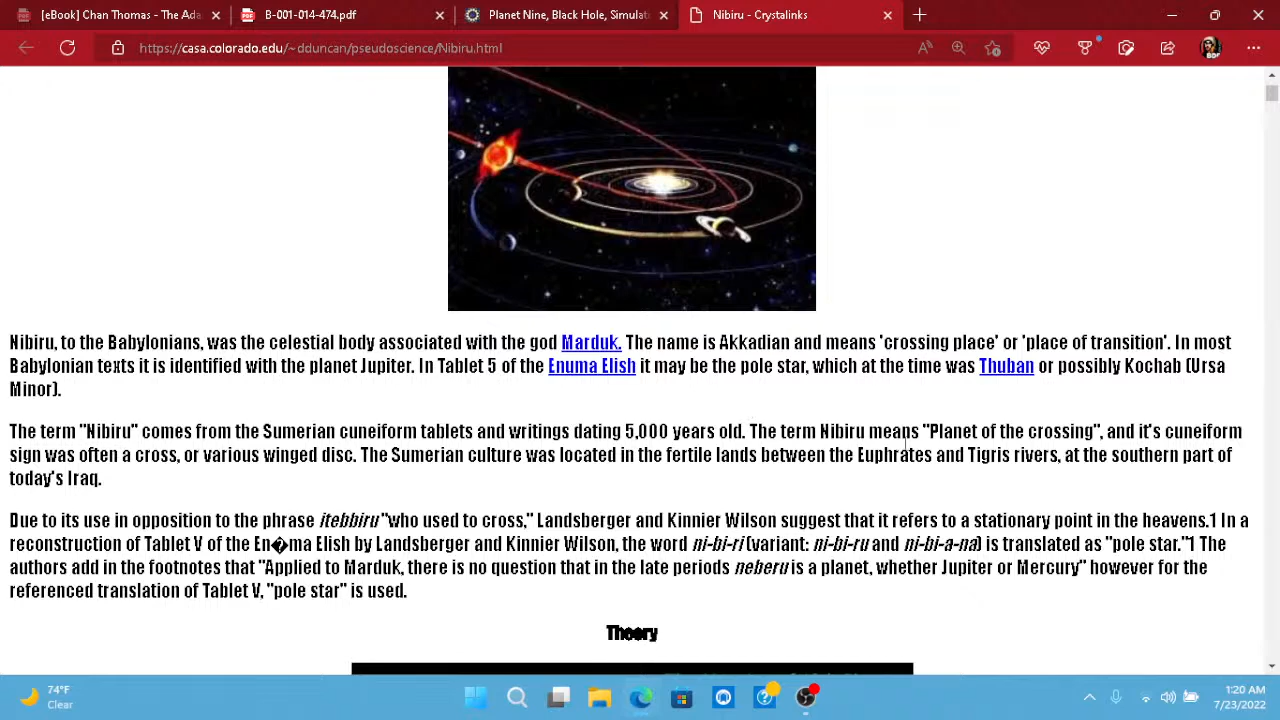 [eBook] Chan Thomas - The Ada
B-001-014-474.pdf
Planet Nine, Black Hole, Simulati
Nibiru - Crystalinks
https://casa.colorado.edu/~dduncan/pseudoscience/Nibiru.html
Nibiru, to the Babylonians, was the celestial body associated with the god Marduk. The name is Akkadian and means 'crossing place' or 'place of transition'. In most
Babylonian texts it is identified with the planet Jupiter. In Tablet 5 of the Enuma Elish it may be the pole star, which at the time was Thuban or possibly Kochab (Ursa
Minor).
The term "Nibiru" comes from the Sumerian cuneiform tablets and writings dating 5,000 years old. The term Nibiru means "Planet of the crossing", and it's cuneiform
sign was often a cross, or various winged disc. The Sumerian culture was located in the fertile lands between the Euphrates and Tigris rivers, at the southern part of
today's Iraq.
Due to its use in opposition to the phrase itebbiru "who used to cross," Landsberger and Kinnier Wilson suggest that it refers to a stationary point in the heavens.1 In a
reconstruction of Tablet V of the En�ma Elish by Landsberger and Kinnier Wilson, the word ni-bi-ri (variant: ni-bi-ru and ni-bi-a-na) is translated as "pole star."1 The
authors add in the footnotes that "Applied to Marduk, there is no question that in the late periods neberu is a planet, whether Jupiter or Mercury" however for the
referenced translation of Tablet V, "pole star" is used.
Theory
74°F
Clear
1:20 AM
7/23/2022